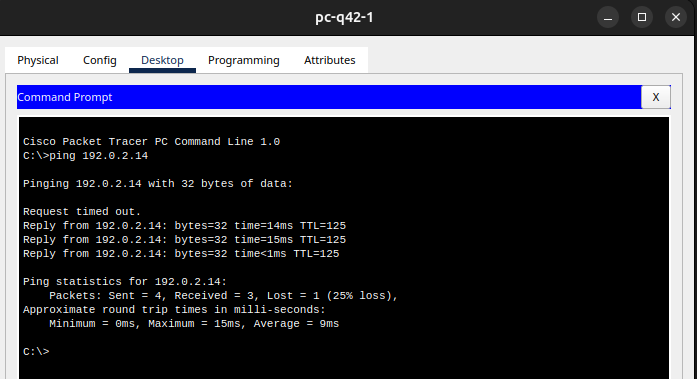 pc-q42-1
Physical Config Desktop Programming Attributes
Command Prompt X
Cisco Packet Tracer PC Command Line 1.0
C:\>ping 192.0.2.14
Pinging 192.0.2.14 with 32 bytes of data:
Request timed out.
Reply from 192.0.2.14: bytes=32 time=14ms TTL=125
Reply from 192.0.2.14: bytes=32 time=15ms TTL=125
Reply from 192.0.2.14: bytes=32 time<1ms TTL=125
Ping statistics for 192.0.2.14:
Packets: Sent = 4, Received = 3, Lost = 1 (25% loss),
Approximate round trip times in milli-seconds:
Minimum = 0ms, Maximum = 15ms, Average = 9ms
C:\>